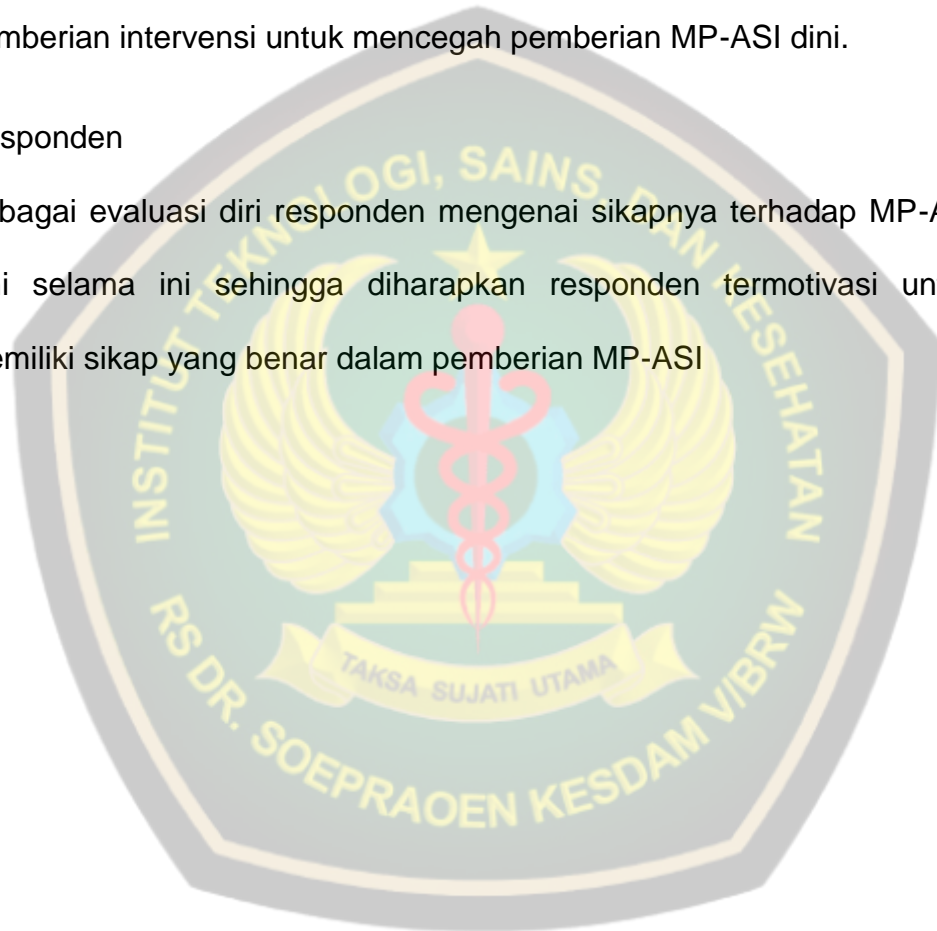 mberian intervensi untuk mencegah pemberian MP-ASI dini.
sponden
bagai evaluasi diri responden mengenai sikapnya terhadap MP-A
i selama ini sehingga diharapkan responden termotivasi un
emiliki sikap yang benar dalam pemberian MP-ASI
INSTITUT TEKNOLOGI, SAINS, DAN KESEHATAN
TAKSA SUJATI UTAMA
RS DR. SOEPRAOEN KESDAM V/BRW